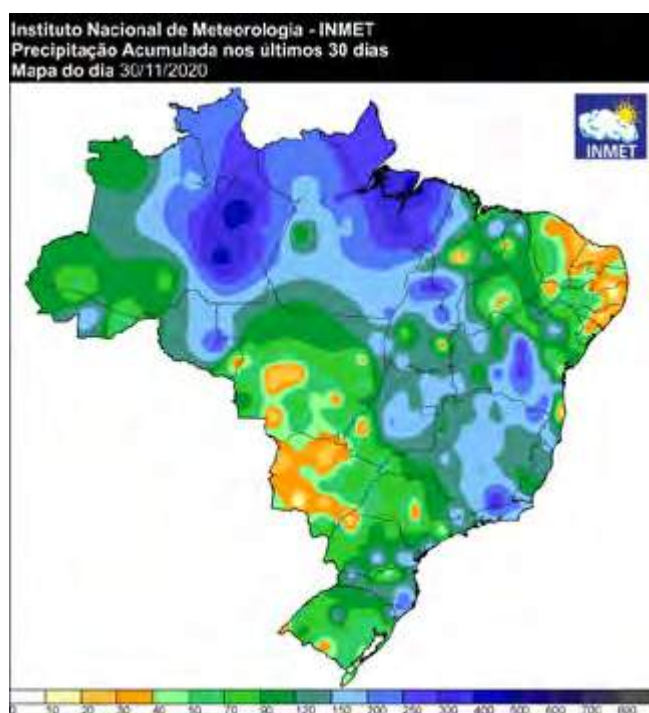 Instituto Nacional de Meteorologia - INMET
Precipitação Acumulada nos últimos 30 dias
Mapa do dia 30/11/2020
INMET
0 10 20 30 40 50 70 90 120 150 200 250 300 400 500 600 700 800